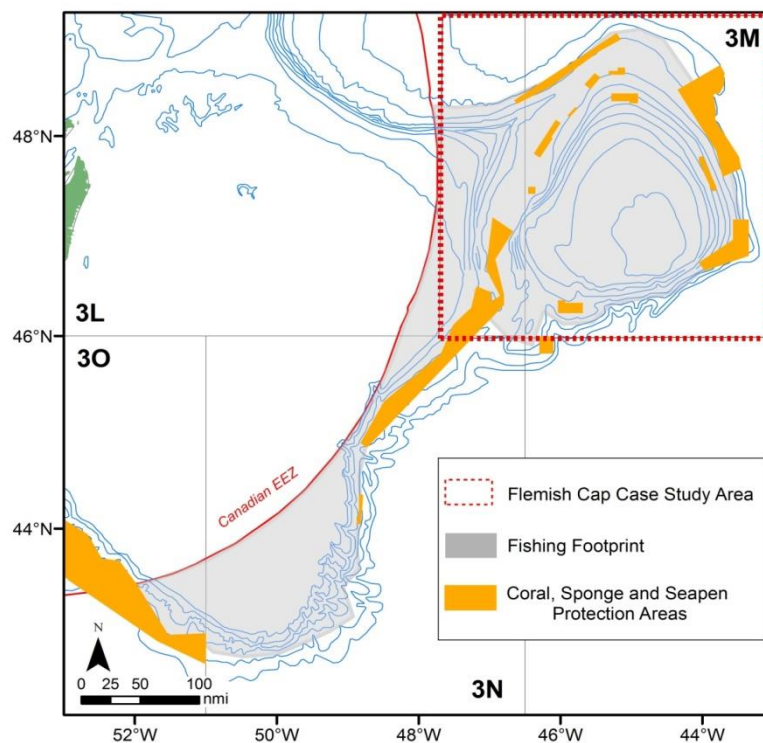 3M
48°N
3L
46°N
3O
Canadian EEZ
44°N
Flemish Cap Case Study Area
Fishing Footprint
Coral, Sponge and Seapen
Protection Areas
N
0 25 50 100
nmi
3N
52°W 50°W 48°W 46°W 44°W